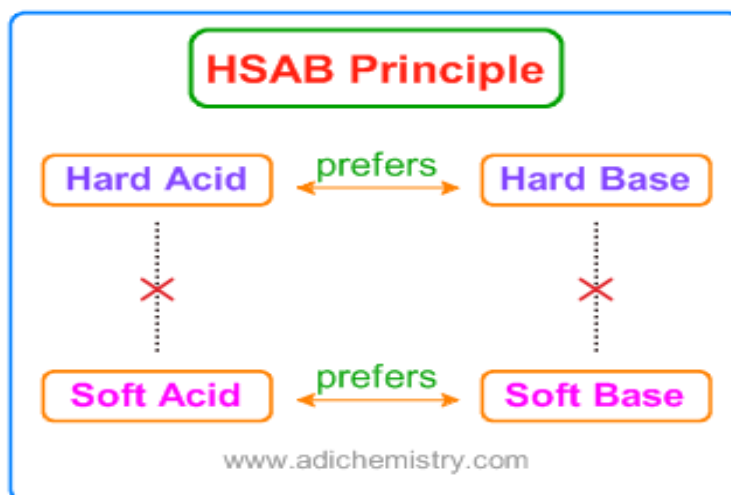 HSAB Principle
Hard Acid prefers Hard Base
Soft Acid prefers Soft Base
www.adichemistry.com